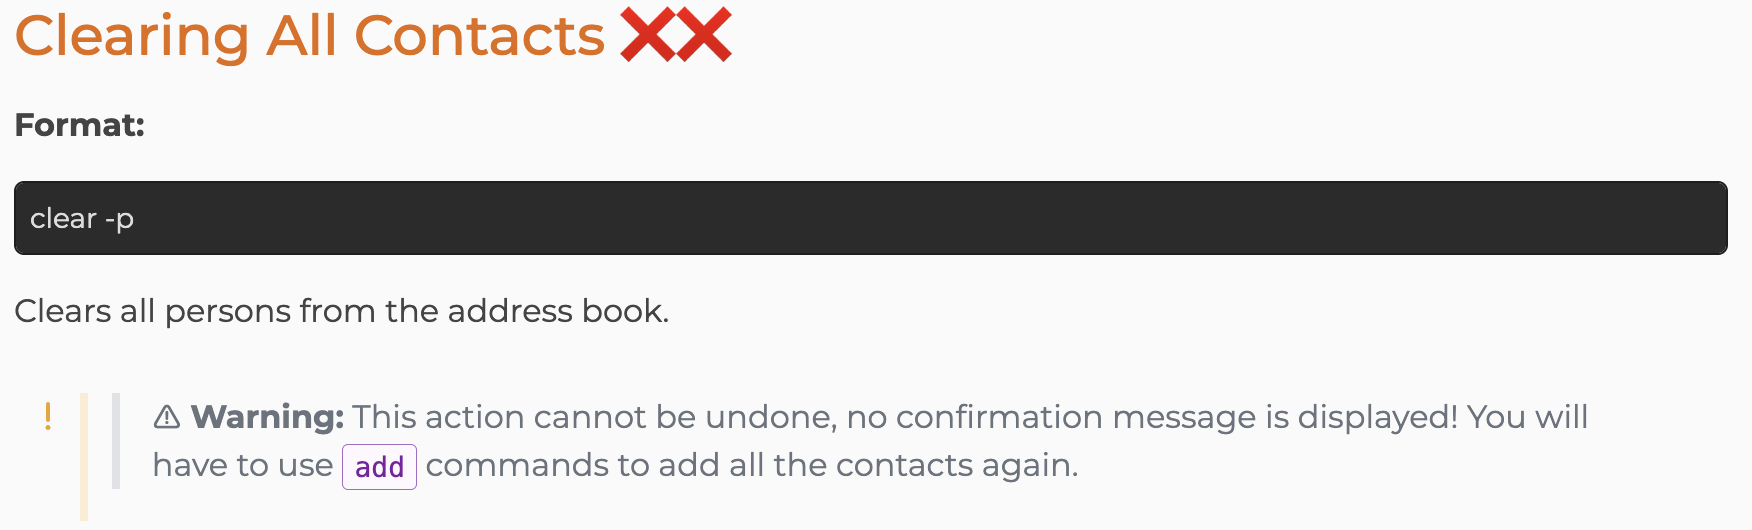 Clearing All Contacts ❌❌
Format:
clear -p
Clears all persons from the address book.
! ⚠ Warning: This action cannot be undone, no confirmation message is displayed! You will
have to use add commands to add all the contacts again.